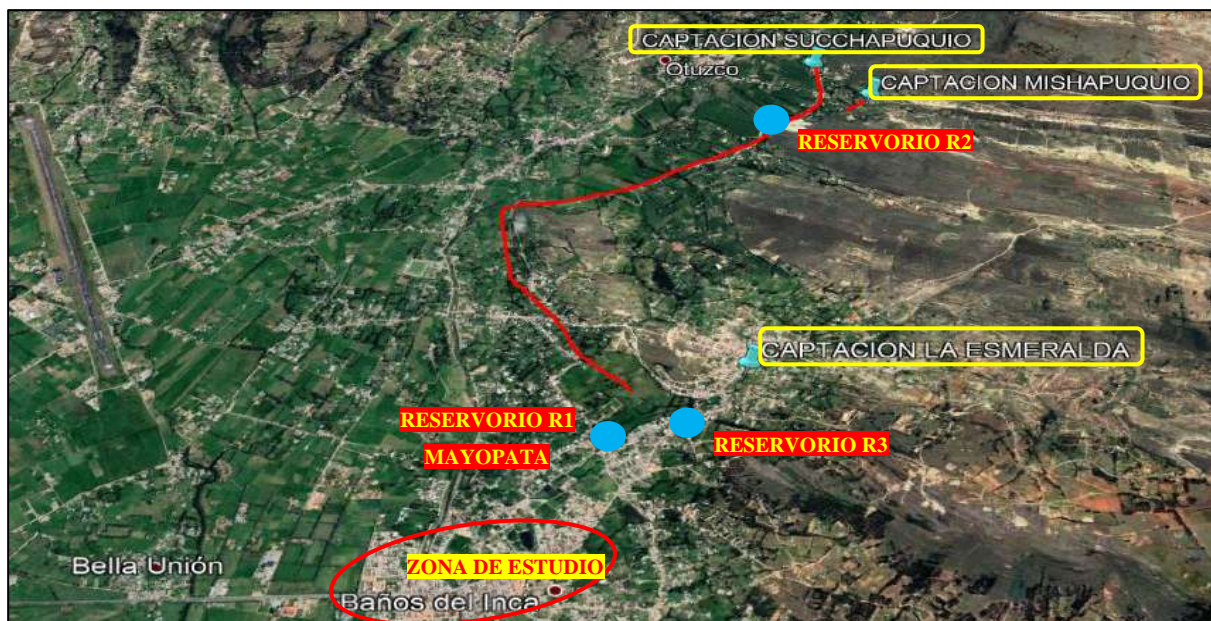 CAPTACION SUCCHAPUQUIO
Otuzco
CAPTACION MISHAPUQUIO
RESERVORIO R2
CAPTACION LA ESMERALDA
RESERVORIO R1
MAYOPATA
RESERVORIO R3
ZONA DE ESTUDIO
Bella Unión
Baños del Inca